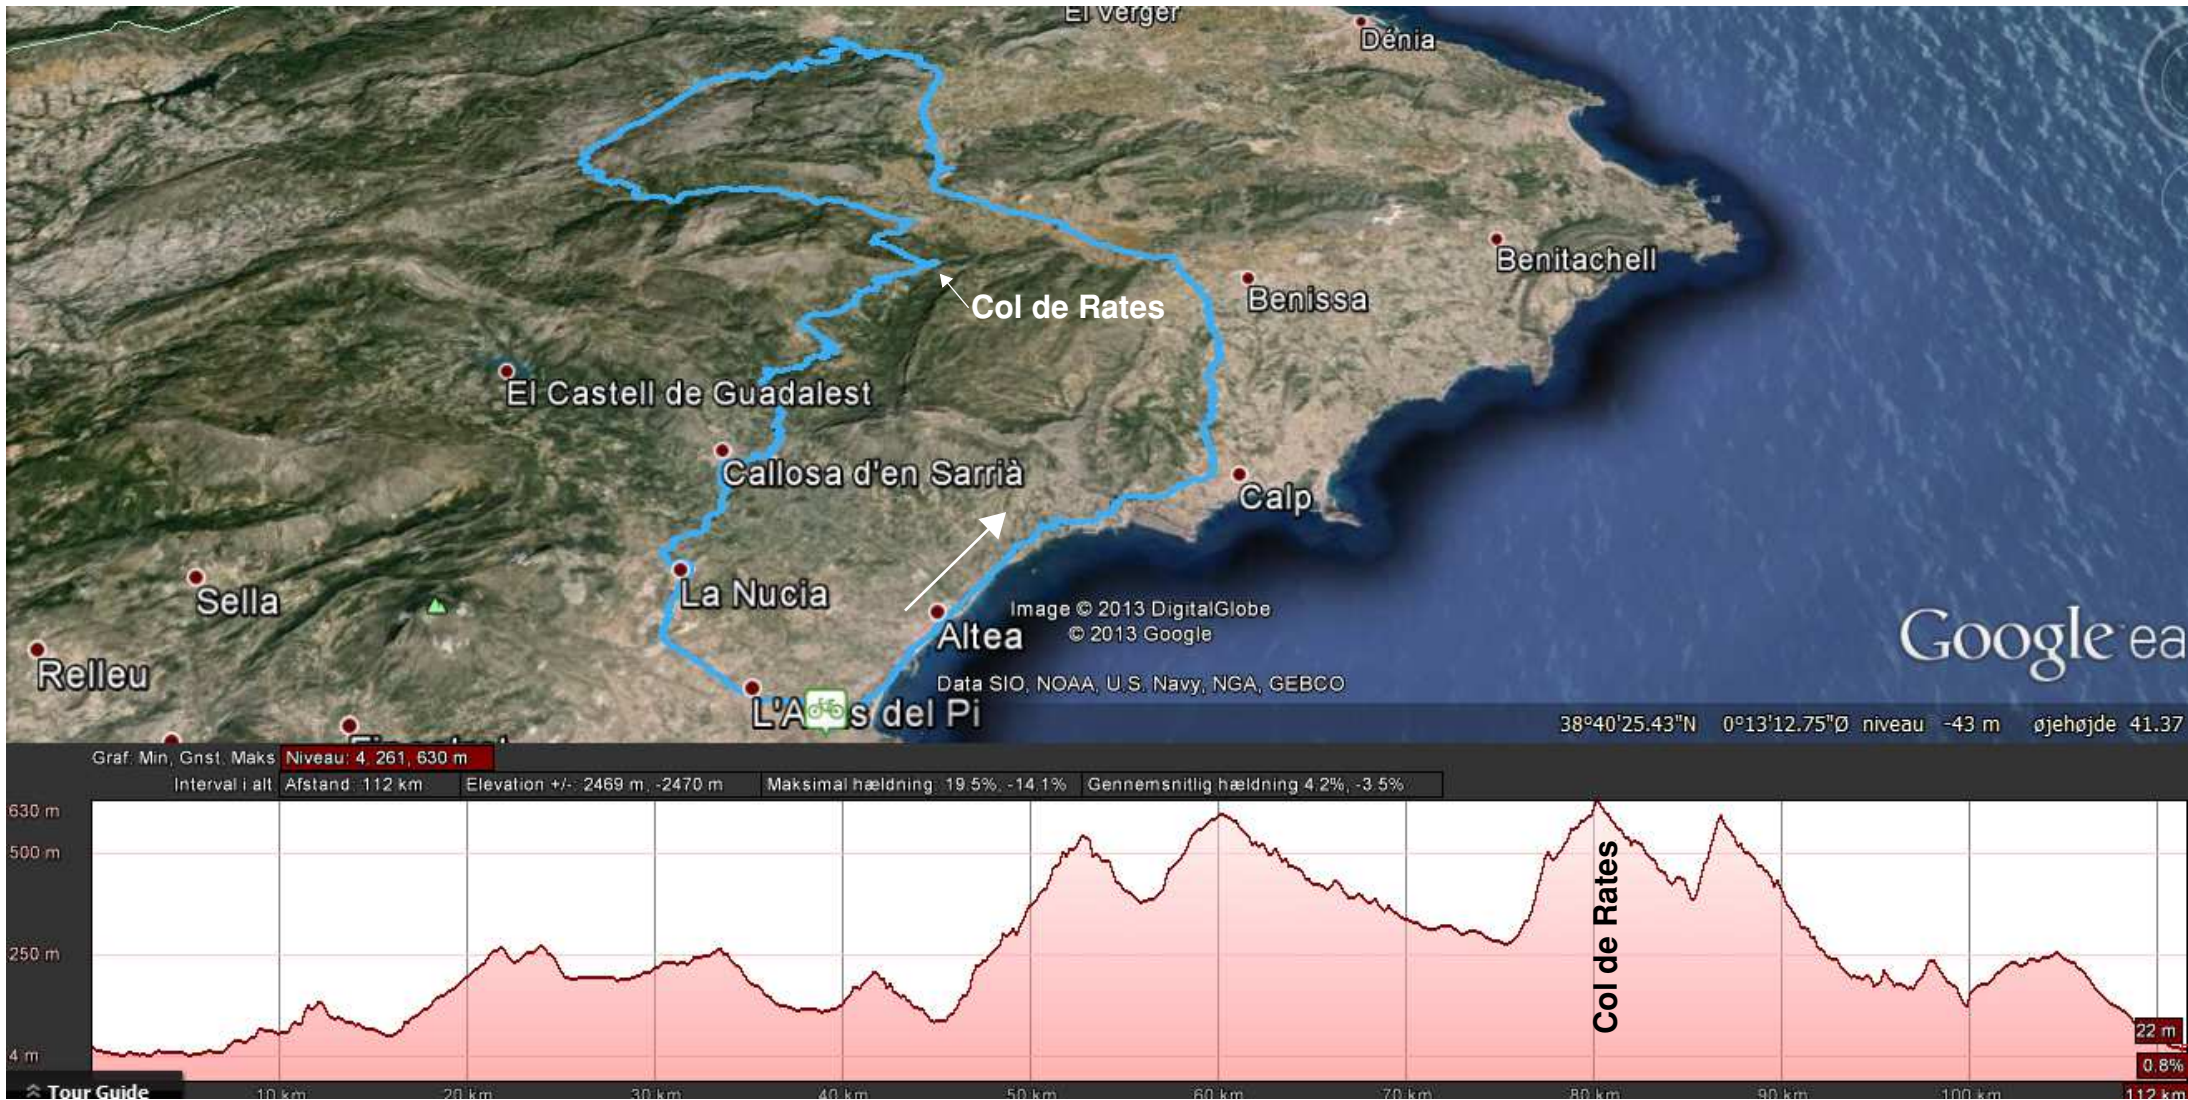 El Verger
Dénia
Benitachell
Benissa
Col de Rates
El Castell de Guadalest
Callosa d'en Sarrià
Calp
Sella
La Nucia
Altea
Image © 2013 DigitalGlobe
© 2013 Google
Google ea
Relleu
Data SIO, NOAA, U.S. Navy, NGA, GEBCO
L'A s del Pi
38°40'25.43"N 0°13'12.75"Ø niveau -43 m øjehøjde 41.37
Graf: Min, Gnst, Maks Niveau: 4, 261, 630 m
Interval i alt Afstand: 112 km Elevation +/-: 2469 m, -2470 m Maksimal hældning: 19.5%, -14.1% Gennemsnitlig hældning 4.2%, -3.5%
630 m
500 m
250 m
4 m
Col de Rates
22 m
0.8%
Tour Guide
10 km 20 km 30 km 40 km 50 km 60 km 70 km 80 km 90 km 100 km 112 km